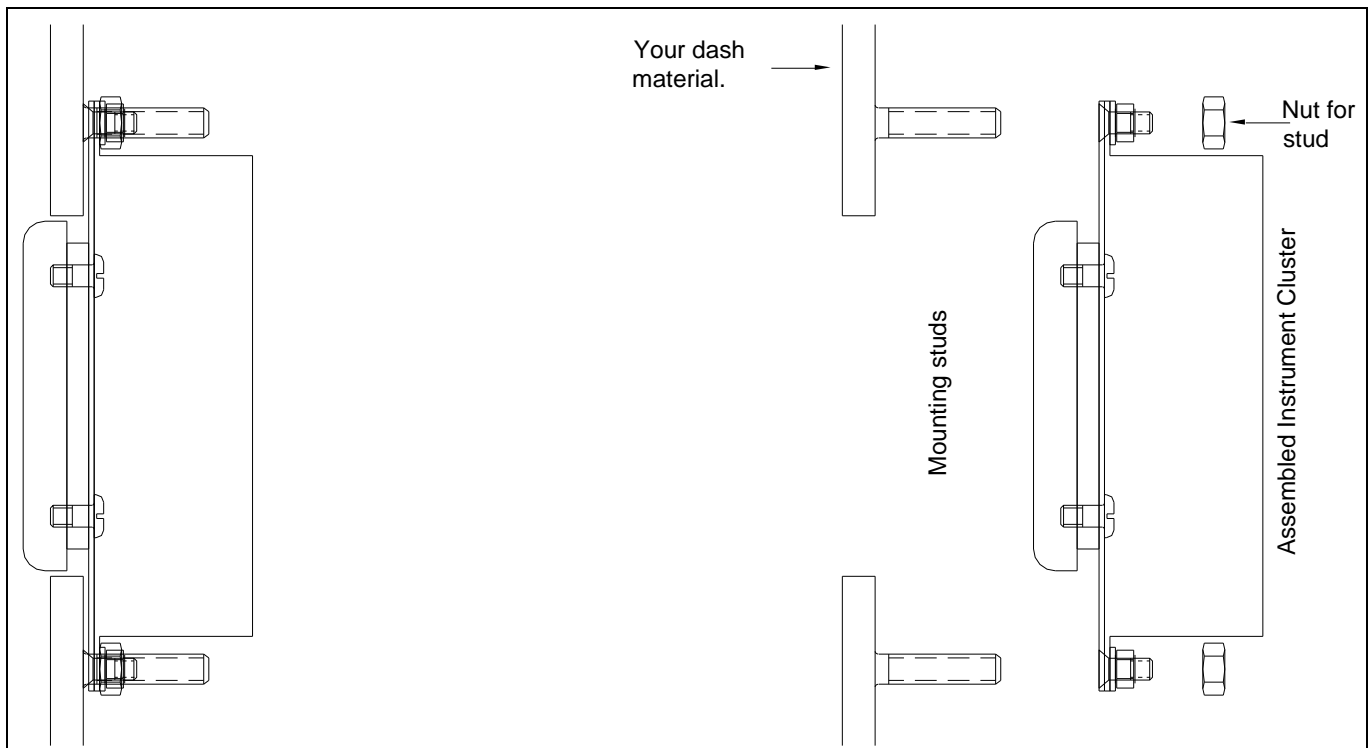 Your dash
material.
Nut for
stud
Mounting studs
Assembled Instrument Cluster